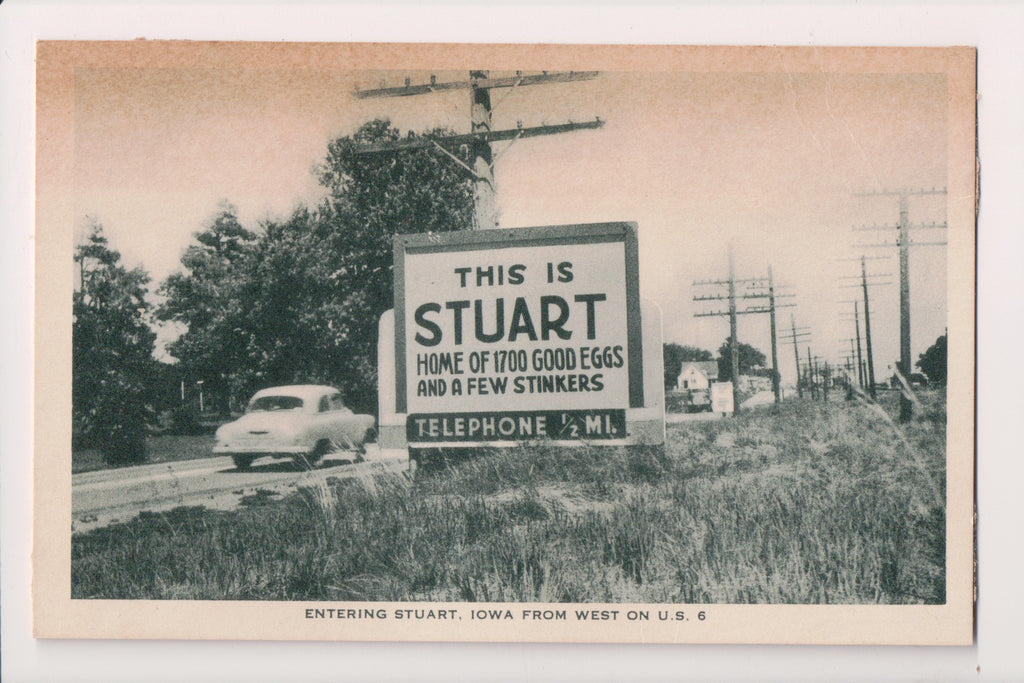 THIS IS
STUART
HOME OF 1700 GOOD EGGS
AND A FEW STINKERS
TELEPHONE 1/2 MI.
ENTERING STUART, IOWA FROM WEST ON U.S. 6